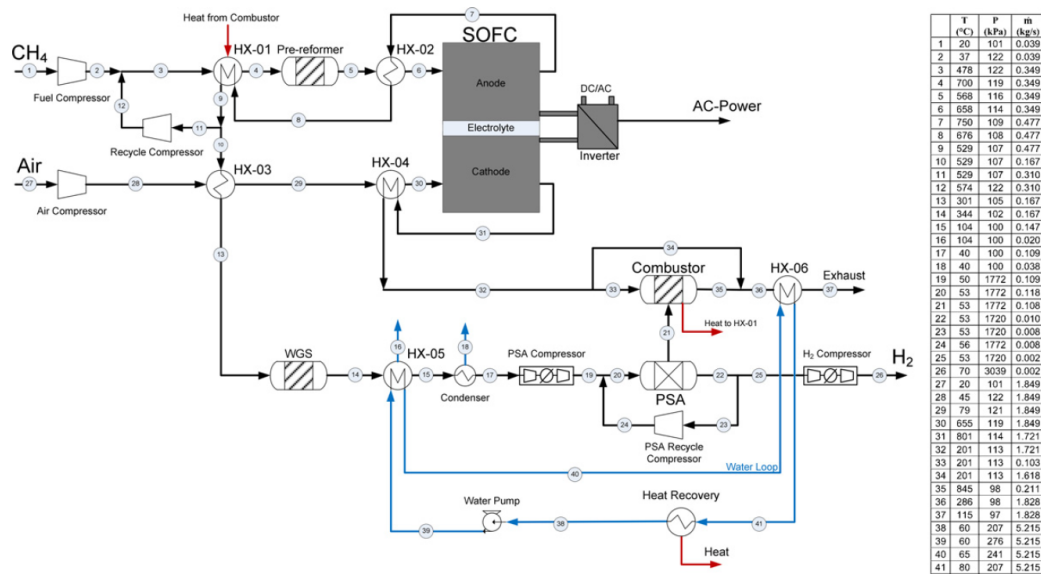 Heat from Combustor
7
SOFC
HX-01
Pre-reformer
HX-02
CH4
1
2
3
4
5
6
Fuel Compressor
Anode
DC/AC
AC-Power
12
9
8
Electrolyte
Inverter
11
Recycle Compressor
10
Air
HX-03
HX-04
Cathode
27
28
29
30
Air Compressor
31
34
13
Combustor
HX-06
Exhaust
32
33
35
36
37
Heat to HX-01
16
18
21
WGS
HX-05
PSA Compressor
H2 Compressor
H2
14
15
17
19
20
22
25
26
Condenser
PSA
24
23
PSA Recycle
Compressor
Water Loop
40
Water Pump
Heat Recovery
39
38
41
Heat
T P ṁ
(°C) (kPa) (kg/s)
1 20 101 0.039
2 37 122 0.039
3 478 122 0.349
4 700 119 0.349
5 568 116 0.349
6 658 114 0.349
7 750 109 0.477
8 676 108 0.477
9 529 107 0.477
10 529 107 0.167
11 529 107 0.310
12 574 122 0.310
13 301 105 0.167
14 344 102 0.167
15 104 100 0.147
16 104 100 0.020
17 40 100 0.109
18 40 100 0.038
19 50 1772 0.109
20 53 1772 0.118
21 53 1772 0.108
22 53 1720 0.010
23 53 1720 0.008
24 56 1772 0.008
25 53 1720 0.002
26 70 3039 0.002
27 20 101 1.849
28 45 122 1.849
29 79 121 1.849
30 655 119 1.849
31 801 114 1.721
32 201 113 1.721
33 201 113 0.103
34 201 113 1.618
35 845 98 0.211
36 286 98 1.828
37 115 97 1.828
38 60 207 5.215
39 60 276 5.215
40 65 241 5.215
41 80 207 5.215